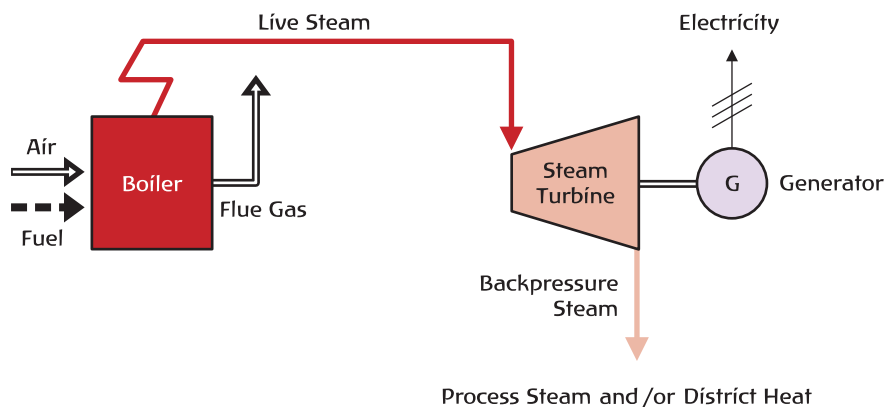 Live Steam
Electricity
Air
Boiler
Steam
Turbine
G
Generator
Flue Gas
Fuel
Backpressure
Steam
Process Steam and /or District Heat